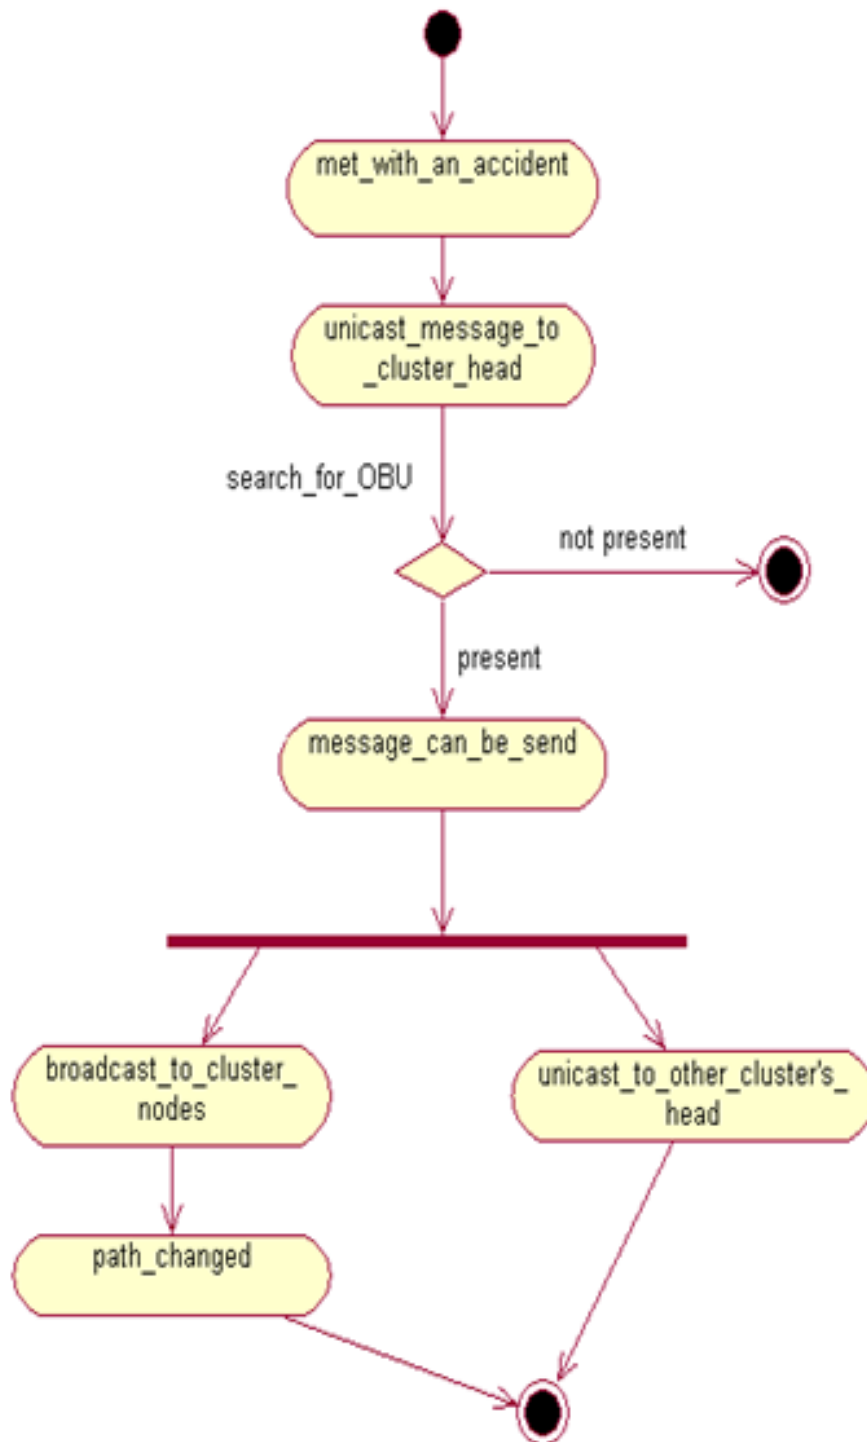 met_with_an_accident
unicast_message_to
_cluster_head
search_for_OBU
not present
present
message_can_be_send
broadcast_to_cluster_
nodes
unicast_to_other_cluster's_
head
path_changed